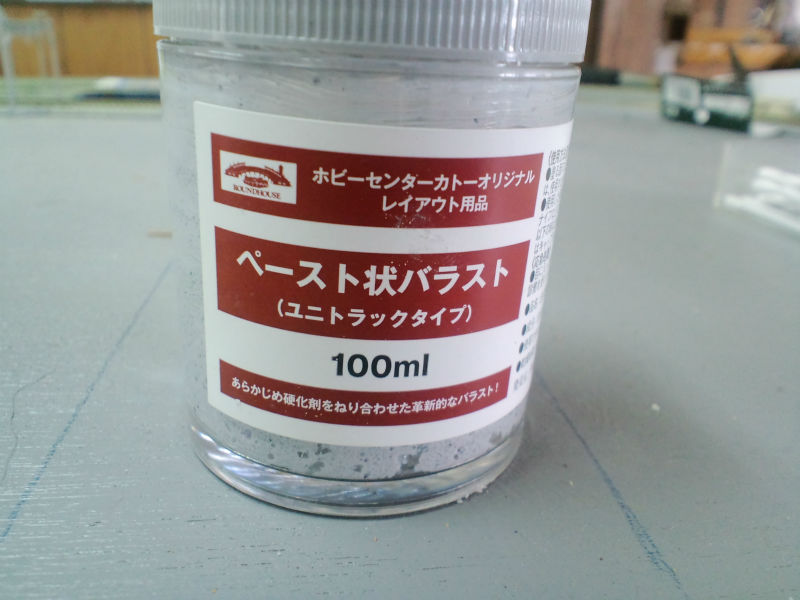 ROUNDHOUSE
ホビーセンターカトーオリジナル
レイアウト用品
ペースト状バラスト
(ユニトラックタイプ)
100ml
あらかじめ硬化剤をねり合わせた革新的なバラスト!